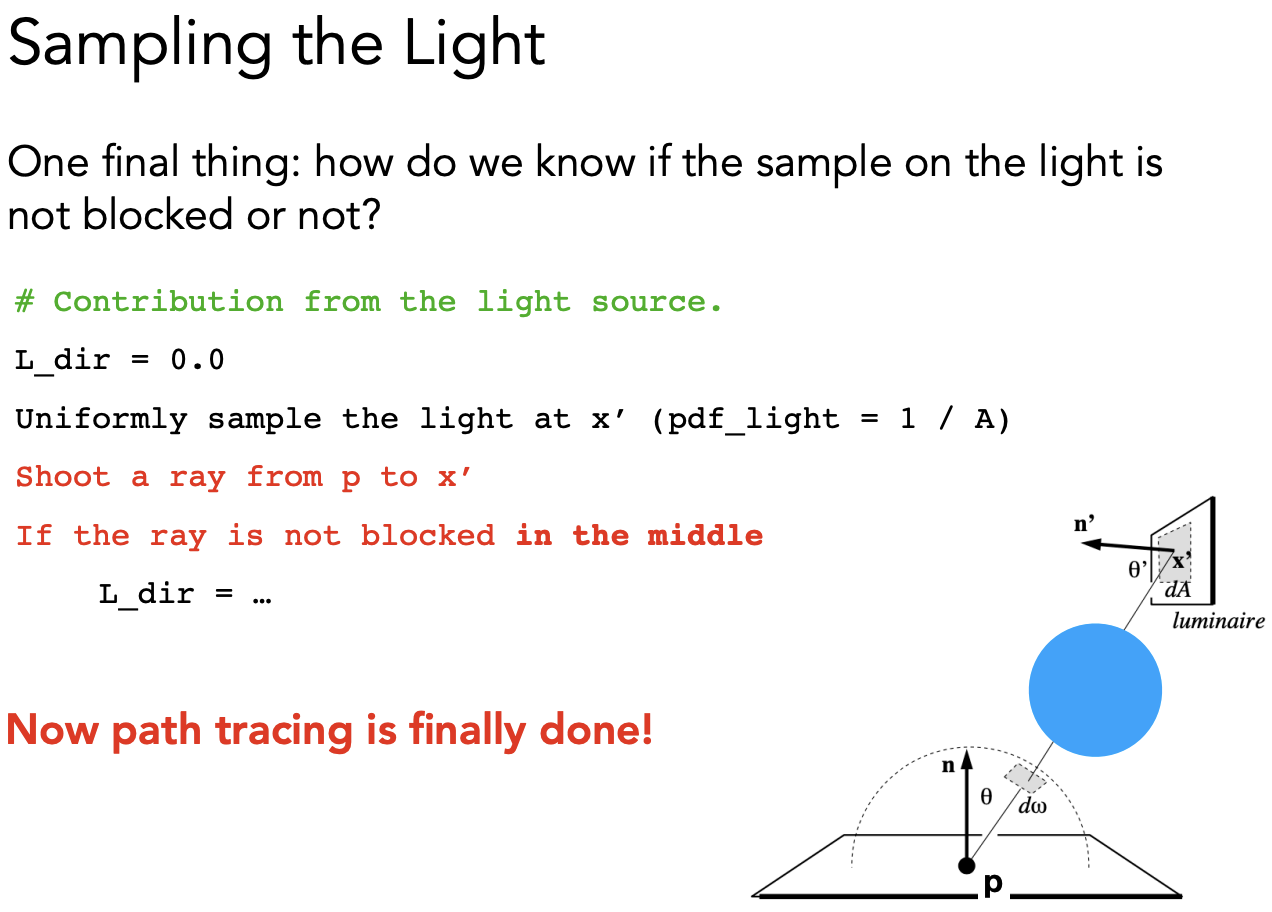 Sampling the Light
One final thing: how do we know if the sample on the light is
not blocked or not?
# Contribution from the light source.
L_dir = 0.0
Uniformly sample the light at x’ (pdf_light = 1 / A)
Shoot a ray from p to x’
If the ray is not blocked in the middle
L_dir = …
Now path tracing is finally done!
n’
θ’
x’
dA
luminaire
n
θ
dω
p